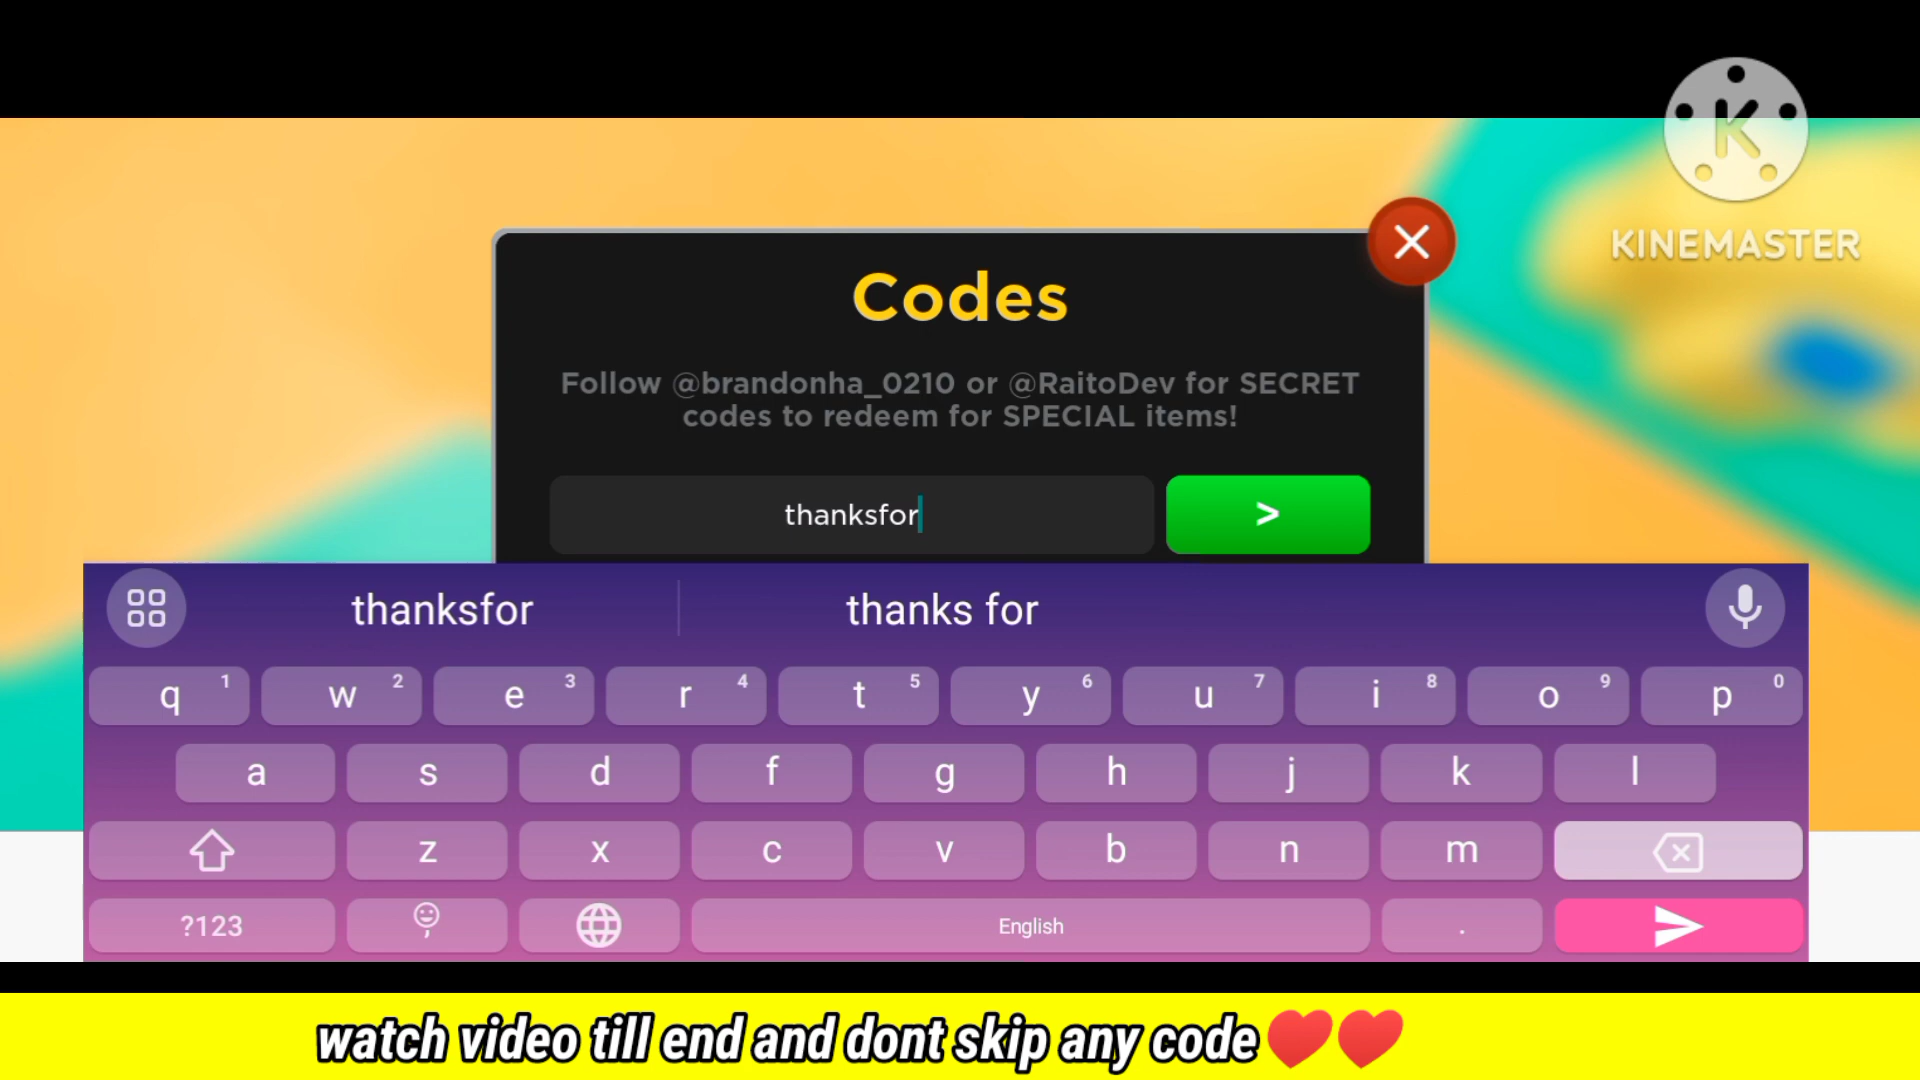 KINEMASTER
Codes
Follow @brandonha_0210 or @RaitoDev for SECRET
codes to redeem for SPECIAL items!
thanksfor >
thanksfor thanks for
q 1 w 2 e 3 r 4 t 5 y 6 u 7 i 8 o 9 p 0
a s d f g h j k l
z x c v b n m
?123 , English .
watch video till end and dont skip any code❤️❤️